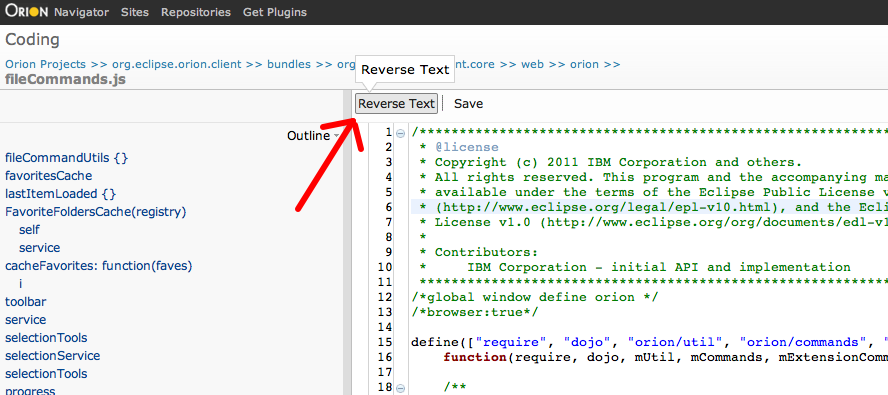 ORION Navigator Sites Repositories Get Plugins
Coding
Orion Projects >> org.eclipse.orion.client >> bundles >> org nt.core >> web >> orion >>
fileCommands.js
Reverse Text
Reverse Text | Save
Outline
fileCommandUtils {}
favoritesCache
lastItemLoaded {}
FavoriteFoldersCache(registry)
self
service
cacheFavorites: function(faves)
i
toolbar
service
selectionTools
selectionService
selectionTools
progress
1 /*******************************************************************
2 * @license
3 * Copyright (c) 2011 IBM Corporation and others.
4 * All rights reserved. This program and the accompanying ma
5 * available under the terms of the Eclipse Public License v
6 * (http://www.eclipse.org/legal/epl-v10.html), and the Ecli
7 * License v1.0 (http://www.eclipse.org/org/documents/edl-v1
8 *
9 * Contributors:
10 * IBM Corporation - initial API and implementation
11 *******************************************************************
12 /*global window define orion */
13 /*browser:true*/
14
15 define(["require", "dojo", "orion/util", "orion/commands", "
16 function(require, dojo, mUtil, mCommands, mExtensionComm
17
18 /**